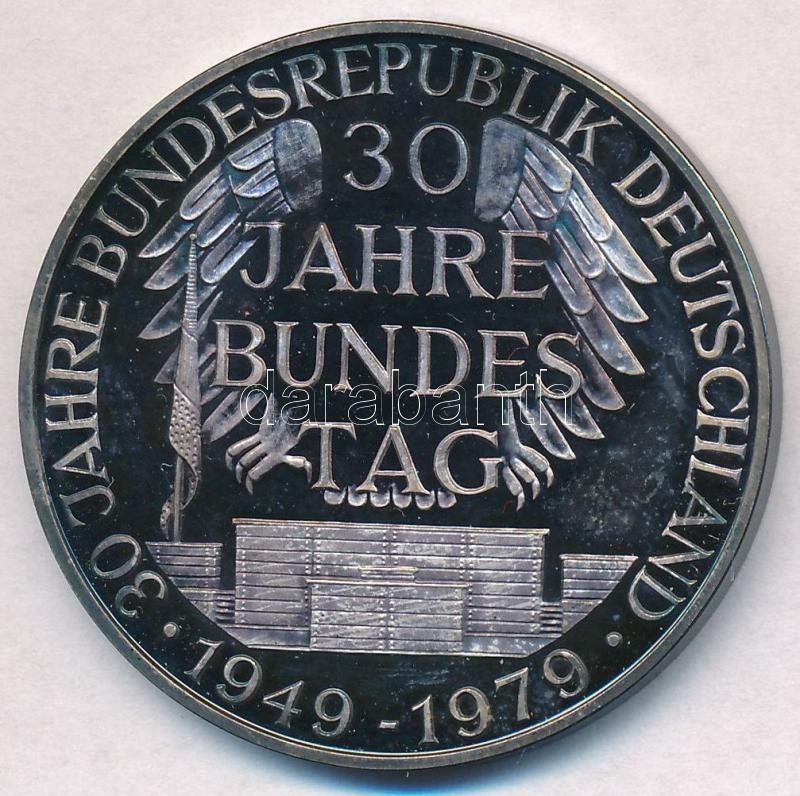 30 JAHRE BUNDESREPUBLIK DEUTSCHLAND
30
JAHRE
BUNDES
TAG
· 1949 - 1979 ·
darabanth